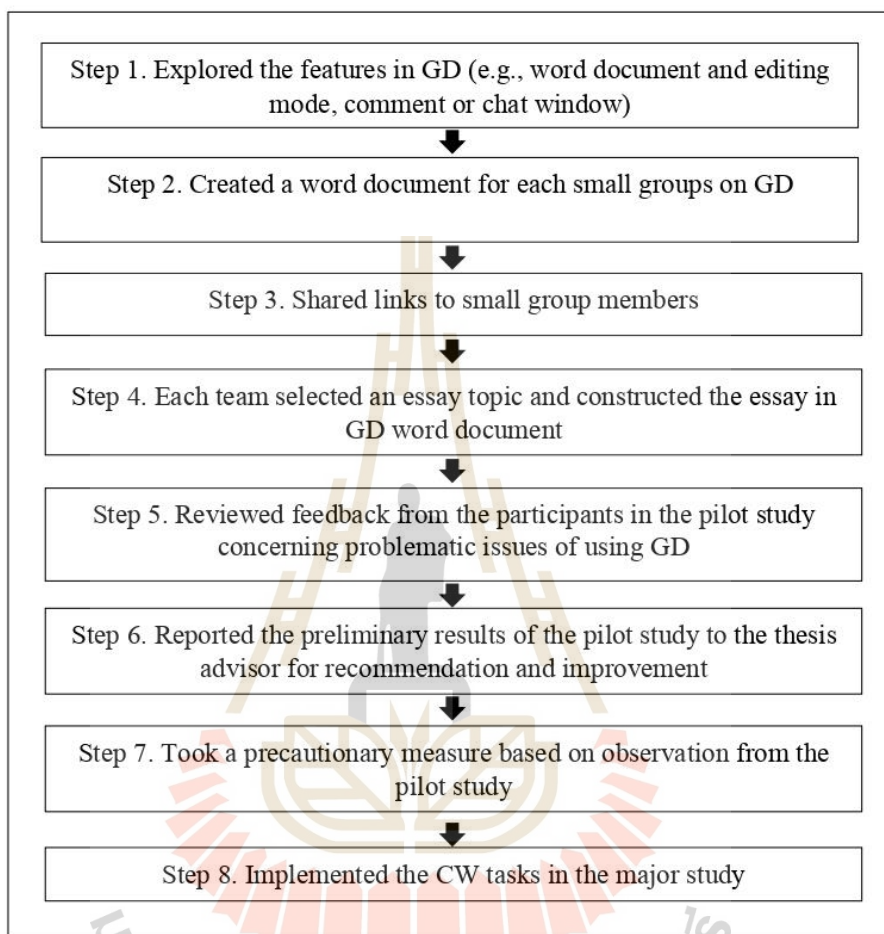 Step 1. Explored the features in GD (e.g., word document and editing
mode, comment or chat window)
Step 2. Created a word document for each small groups on GD
Step 3. Shared links to small group members
Step 4. Each team selected an essay topic and constructed the essay in
GD word document
Step 5. Reviewed feedback from the participants in the pilot study
concerning problematic issues of using GD
Step 6. Reported the preliminary results of the pilot study to the thesis
advisor for recommendation and improvement
Step 7. Took a precautionary measure based on observation from the
pilot study
Step 8. Implemented the CW tasks in the major study